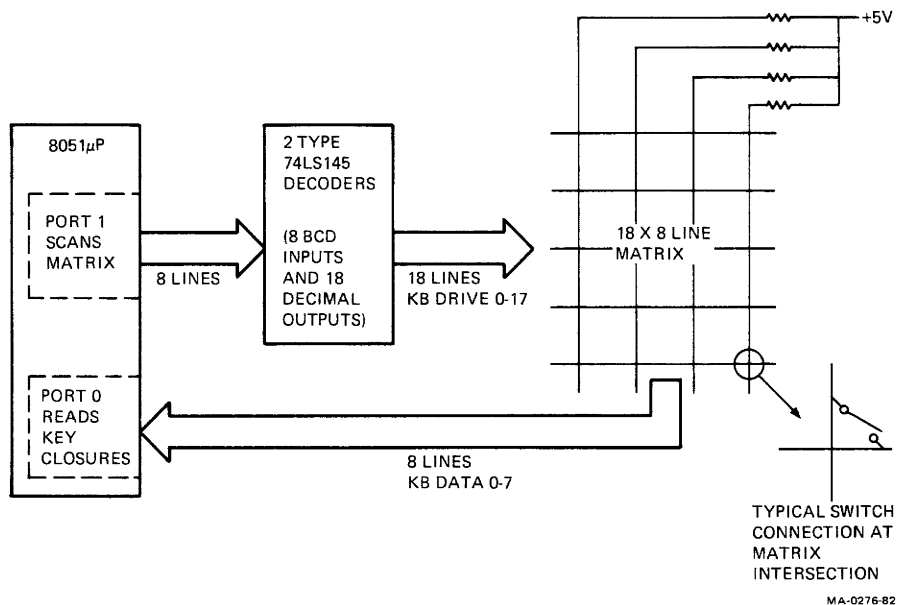 +5V
8051µP
2 TYPE
74LS145
DECODERS
(8 BCD
INPUTS
AND 18
DECIMAL
OUTPUTS)
PORT 1
SCANS
MATRIX
8 LINES
18 LINES
KB DRIVE 0-17
18 X 8 LINE
MATRIX
PORT 0
READS
KEY
CLOSURES
8 LINES
KB DATA 0-7
TYPICAL SWITCH
CONNECTION AT
MATRIX
INTERSECTION
MA-0276-82